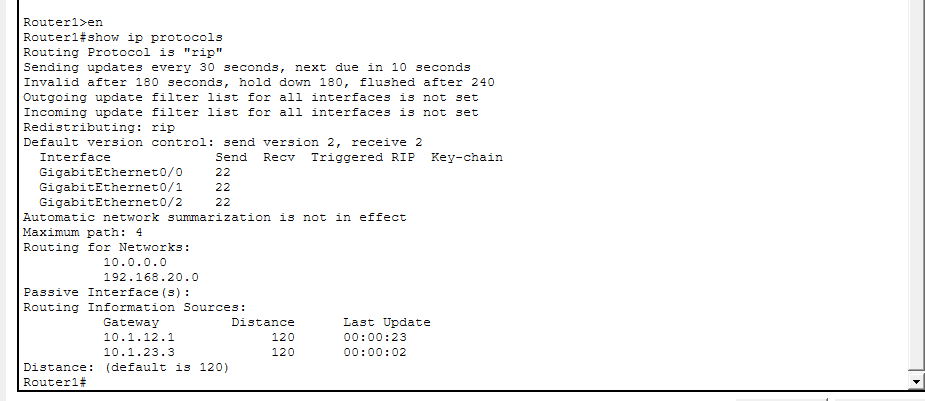 Router1>en
Router1#show ip protocols
Routing Protocol is "rip"
Sending updates every 30 seconds, next due in 10 seconds
Invalid after 180 seconds, hold down 180, flushed after 240
Outgoing update filter list for all interfaces is not set
Incoming update filter list for all interfaces is not set
Redistributing: rip
Default version control: send version 2, receive 2
  Interface             Send  Recv  Triggered RIP  Key-chain
  GigabitEthernet0/0    22
  GigabitEthernet0/1    22
  GigabitEthernet0/2    22
Automatic network summarization is not in effect
Maximum path: 4
Routing for Networks:
          10.0.0.0
          192.168.20.0
Passive Interface(s):
Routing Information Sources:
          Gateway         Distance      Last Update
          10.1.12.1            120      00:00:23
          10.1.23.3            120      00:00:02
Distance: (default is 120)
Router1#